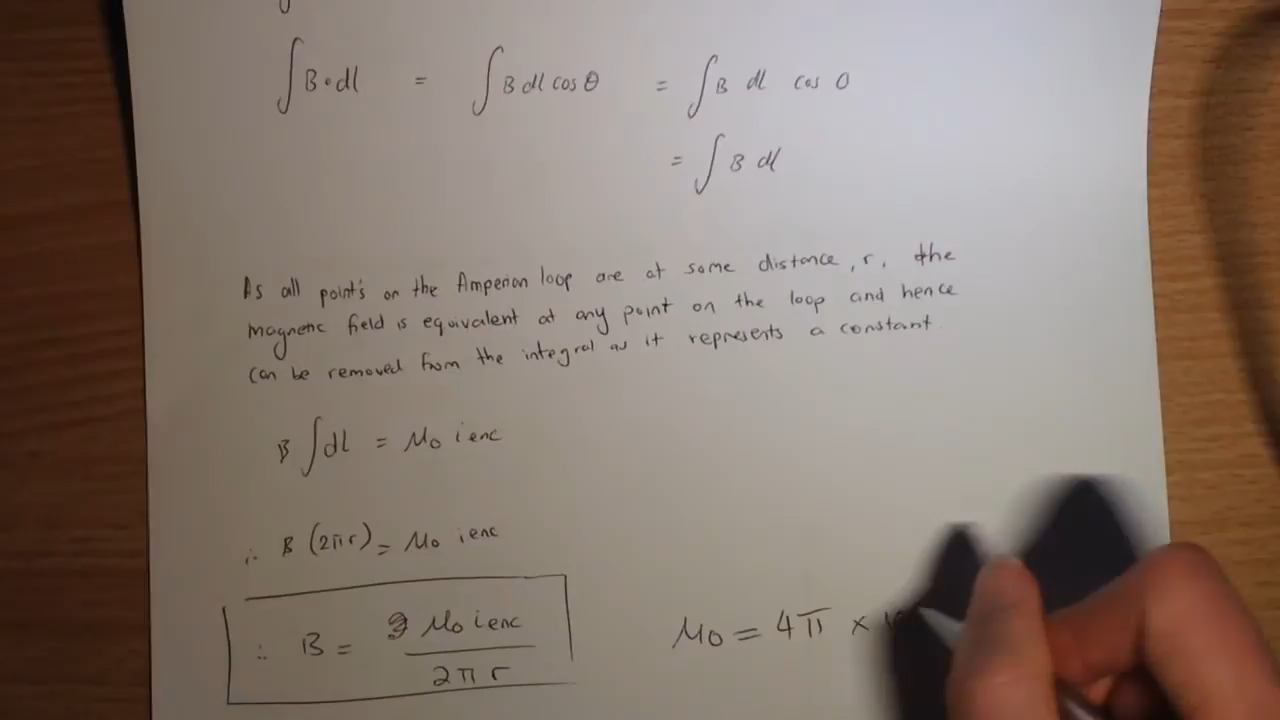 ∫B•dl = ∫B dl cos θ = ∫B dl cos 0
= ∫B dl
As all points on the Amperian loop are at same distance, r, the
magnetic field is equivalent at any point on the loop and hence
can be removed from the integral as it represents a constant.
B ∫dl = μ0 ienc
∴ B (2πr) = μ0 ienc
∴ B = μ0 ienc / 2πr
μ0 = 4π ×